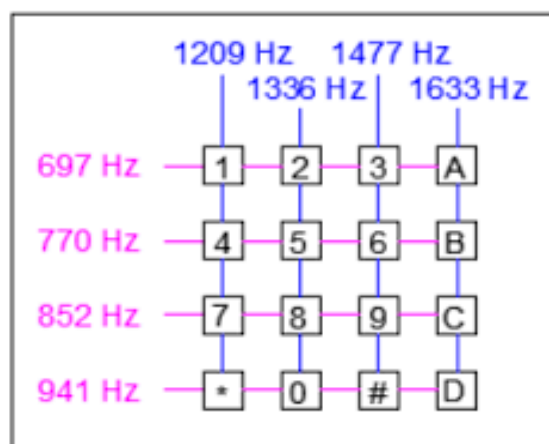 1209 Hz 1477 Hz
1336 Hz 1633 Hz
697 Hz 1 2 3 A
770 Hz 4 5 6 B
852 Hz 7 8 9 C
941 Hz * 0 # D